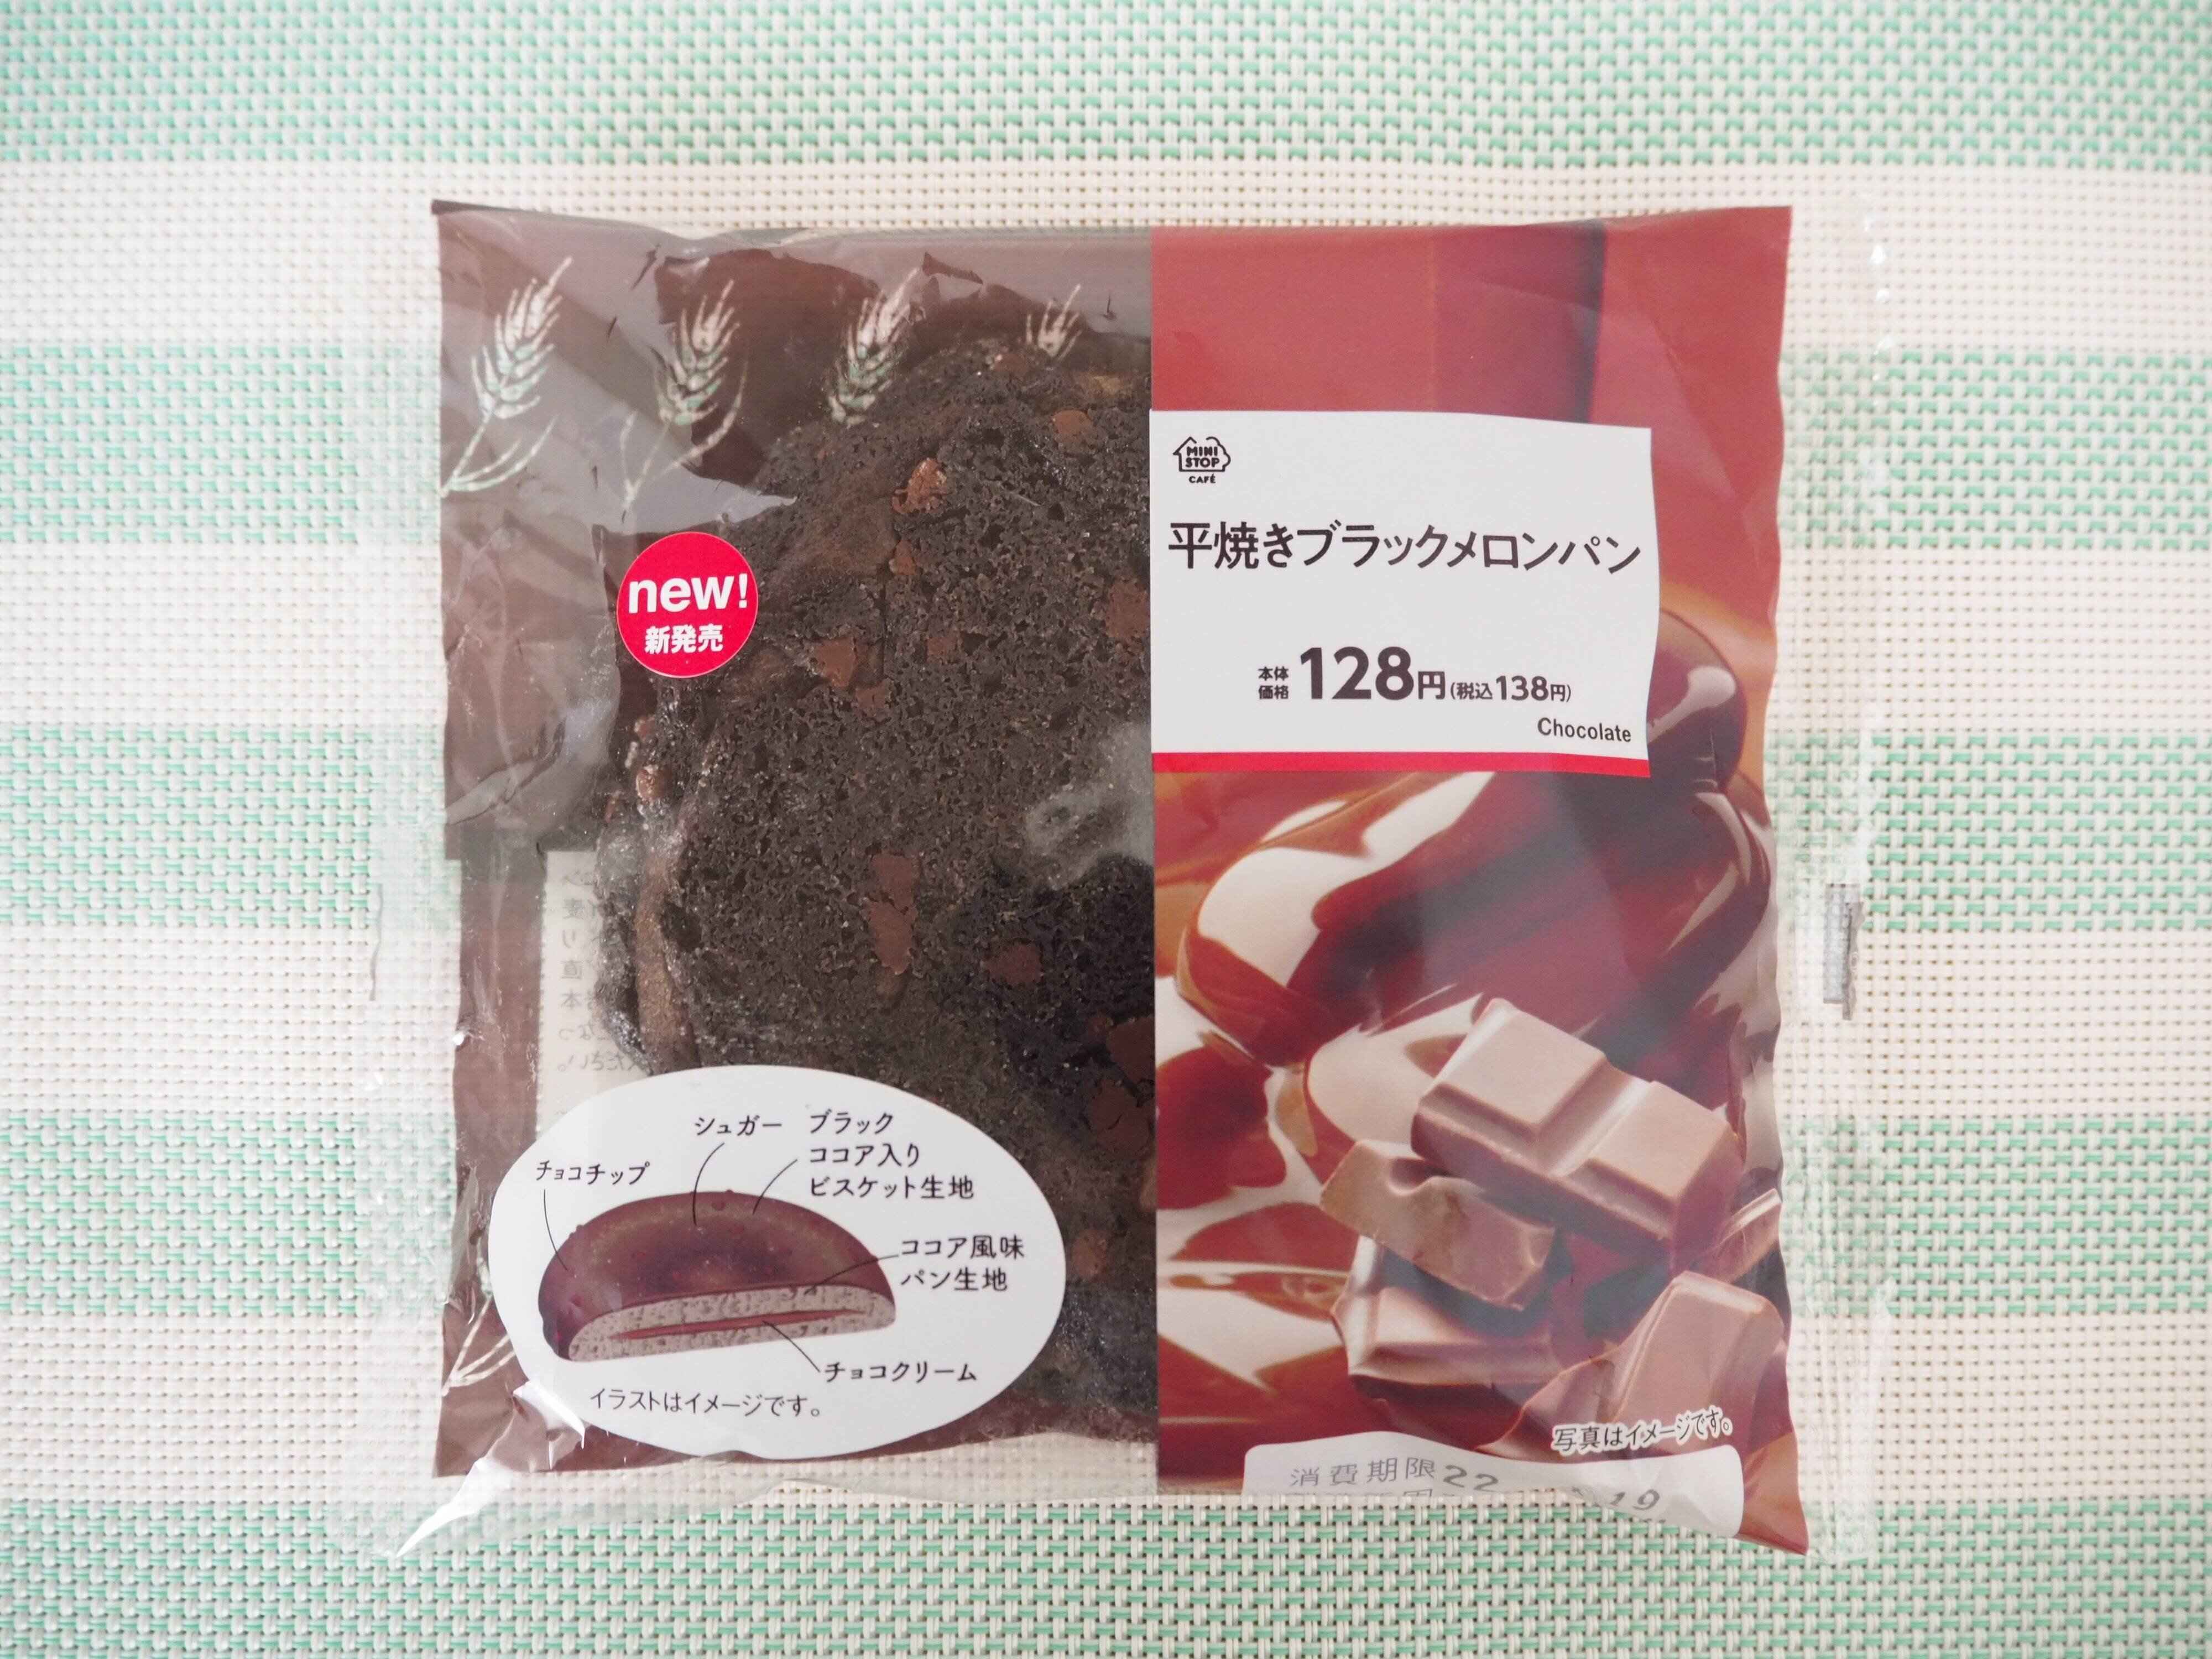 new!
新発売
MINI
STOP
CAFÉ
平焼きブラックメロンパン
本体
価格
128円(税込138円)
Chocolate
チョコチップ
シュガー
ブラック
ココア入り
ビスケット生地
ココア風味
パン生地
チョコクリーム
イラストはイメージです。
写真はイメージです。
消費期限22
19